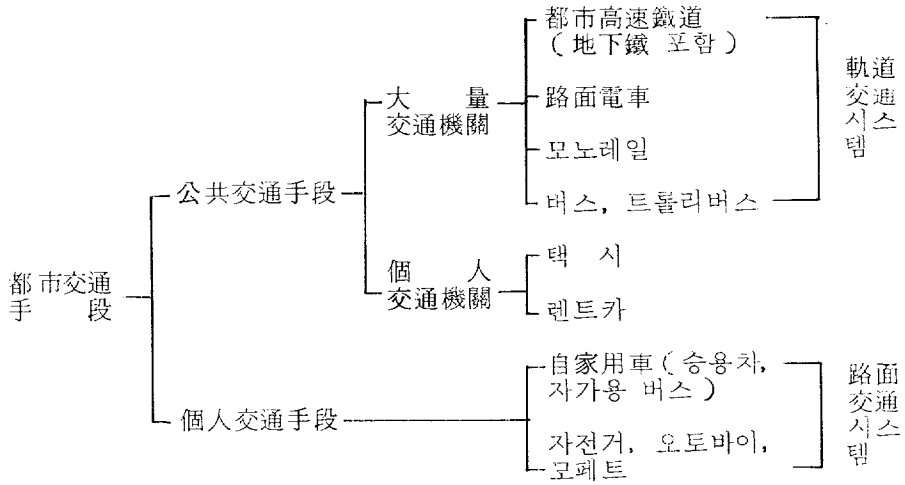 都市交通
手 段
公共交通手段
大 量
交通機關
都市高速鐵道
( 地下鐵 포함 )
路面電車
모노레일
버스, 트롤리버스
軌道
交通
시스
템
個 人
交通機關
택 시
렌트카
個人交通手段
自家用車 ( 승용차,
자가용 버스 )
자전거, 오토바이,
모페트
路面
交通
시스
템